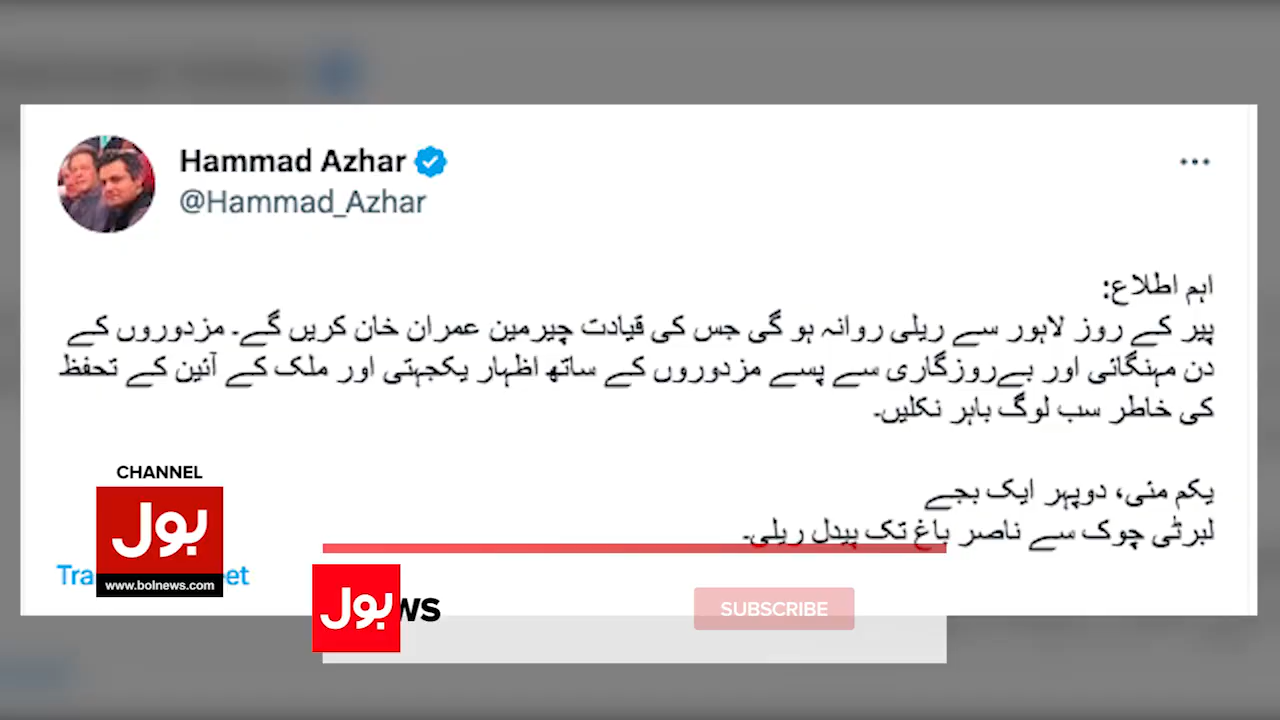 Hammad Azhar
@Hammad_Azhar
اہم اطلاع:
پیر کے روز لاہور سے ریلی روانہ ہو گی جس کی قیادت چیرمین عمران خان کریں گے۔ مزدوروں کے
دن مہنگائی اور بےروزگاری سے پسے مزدوروں کے ساتھ اظہار یکجہتی اور ملک کے آئین کے تحفظ
کی خاطر سب لوگ باہر نکلیں۔
یکم مئی، دوپہر ایک بجے
لبرٹی چوک سے ناصر باغ تک پیدل ریلی۔
CHANNEL
بول
www.bolnews.com
بول
SUBSCRIBE